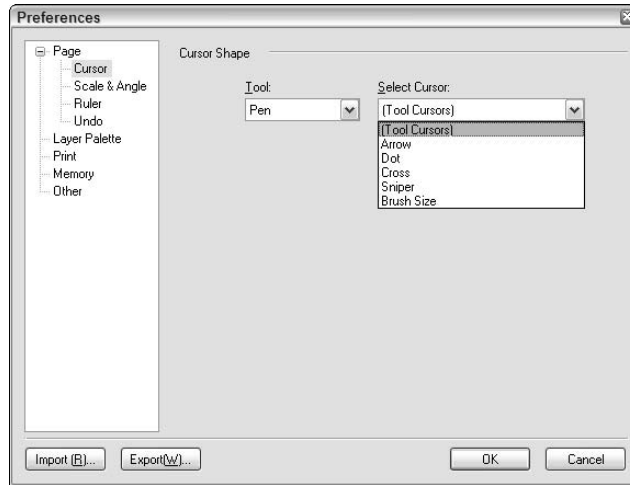 Preferences
Page
Cursor
Scale & Angle
Ruler
Undo
Layer Palette
Print
Memory
Other
Cursor Shape
Tool:
Pen
Select Cursor:
(Tool Cursors)
(Tool Cursors)
Arrow
Dot
Cross
Sniper
Brush Size
Import (R)...
Export(W)...
OK
Cancel